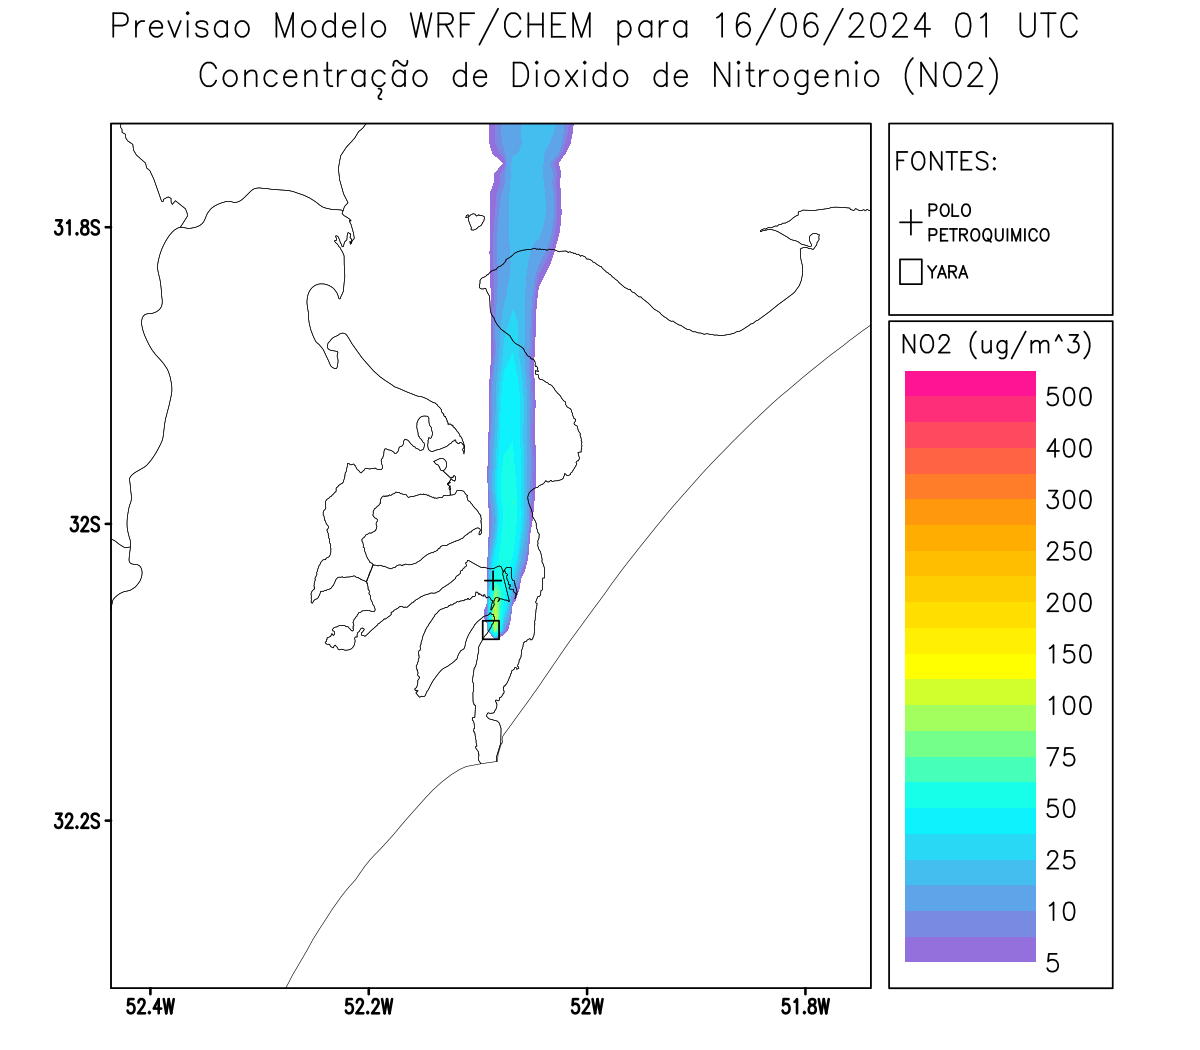 Previsao Modelo WRF/CHEM para 16/06/2024 01 UTC
Concentração de Dioxido de Nitrogenio (NO2)
FONTES:
POLO
PETROQUIMICO
YARA
31.8S
32S
32.2S
52.4W
52.2W
52W
51.8W
NO2 (ug/m^3)
500
400
300
250
200
150
100
75
50
25
10
5